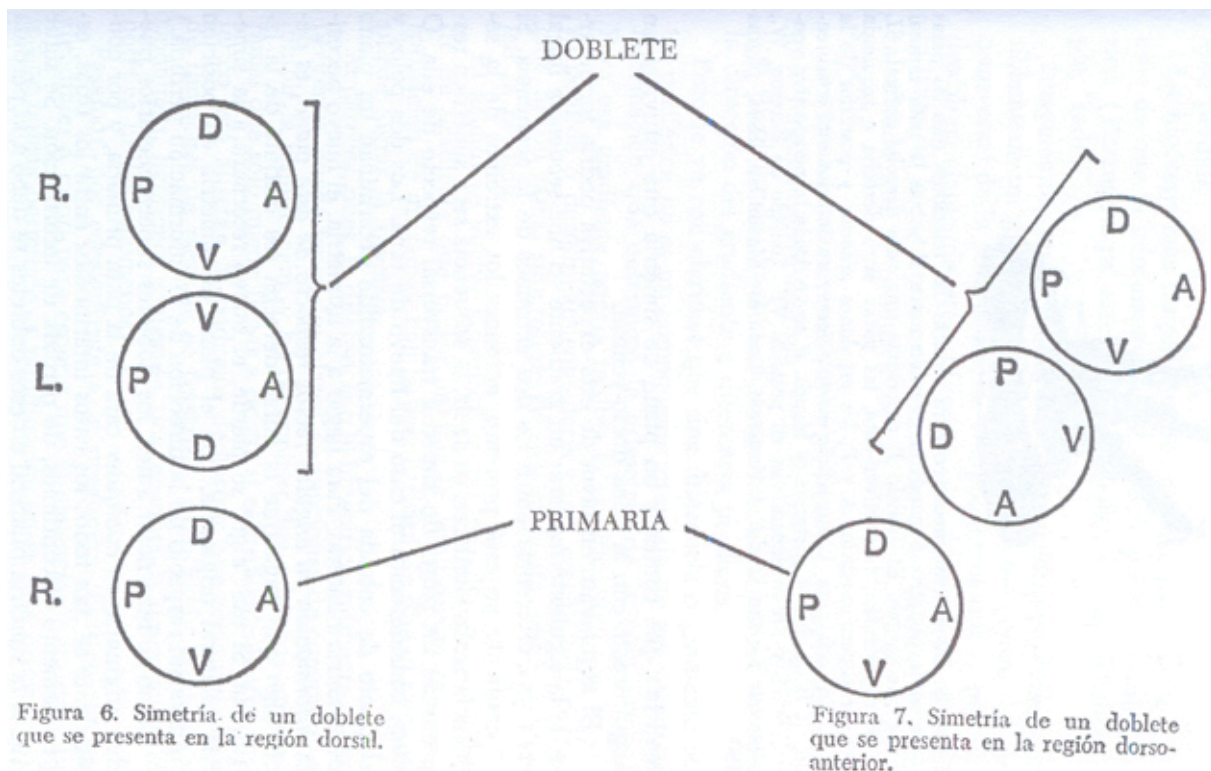 DOBLETE
R.
D
P
A
V
L.
V
P
A
D
PRIMARIA
R.
D
P
A
V
D
P
A
V
P
D
V
A
D
P
A
V
Figura 6. Simetría de un doblete
que se presenta en la región dorsal.
Figura 7. Simetría de un doblete
que se presenta en la región dorso-
anterior.